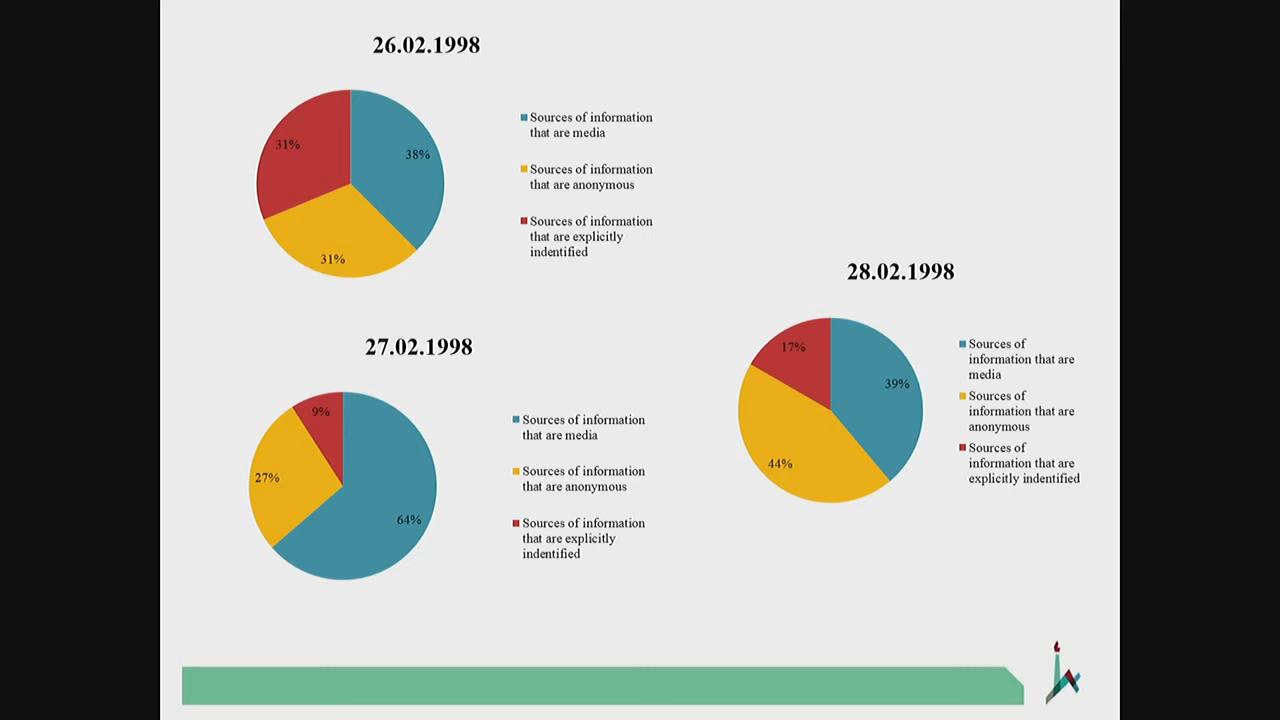 26.02.1998
31%
38%
31%
Sources of information
that are media
Sources of information
that are anonymous
Sources of information
that are explicitly
indentified
27.02.1998
9%
27%
64%
Sources of information
that are media
Sources of information
that are anonymous
Sources of information
that are explicitly
indentified
28.02.1998
17%
39%
44%
Sources of
information that are
media
Sources of
information that are
anonymous
Sources of
information that are
explicitly indentified